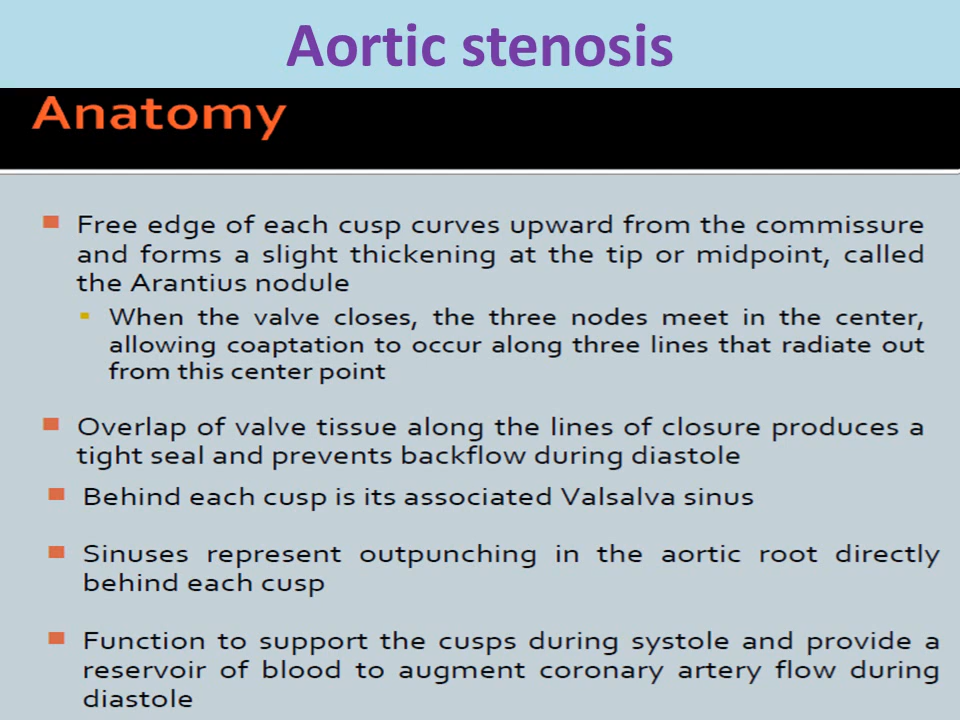 Aortic stenosis
Anatomy
Free edge of each cusp curves upward from the commissure
and forms a slight thickening at the tip or midpoint, called
the Arantius nodule
When the valve closes, the three nodes meet in the center,
allowing coaptation to occur along three lines that radiate out
from this center point
Overlap of valve tissue along the lines of closure produces a
tight seal and prevents backflow during diastole
Behind each cusp is its associated Valsalva sinus
Sinuses represent outpunching in the aortic root directly
behind each cusp
Function to support the cusps during systole and provide a
reservoir of blood to augment coronary artery flow during
diastole